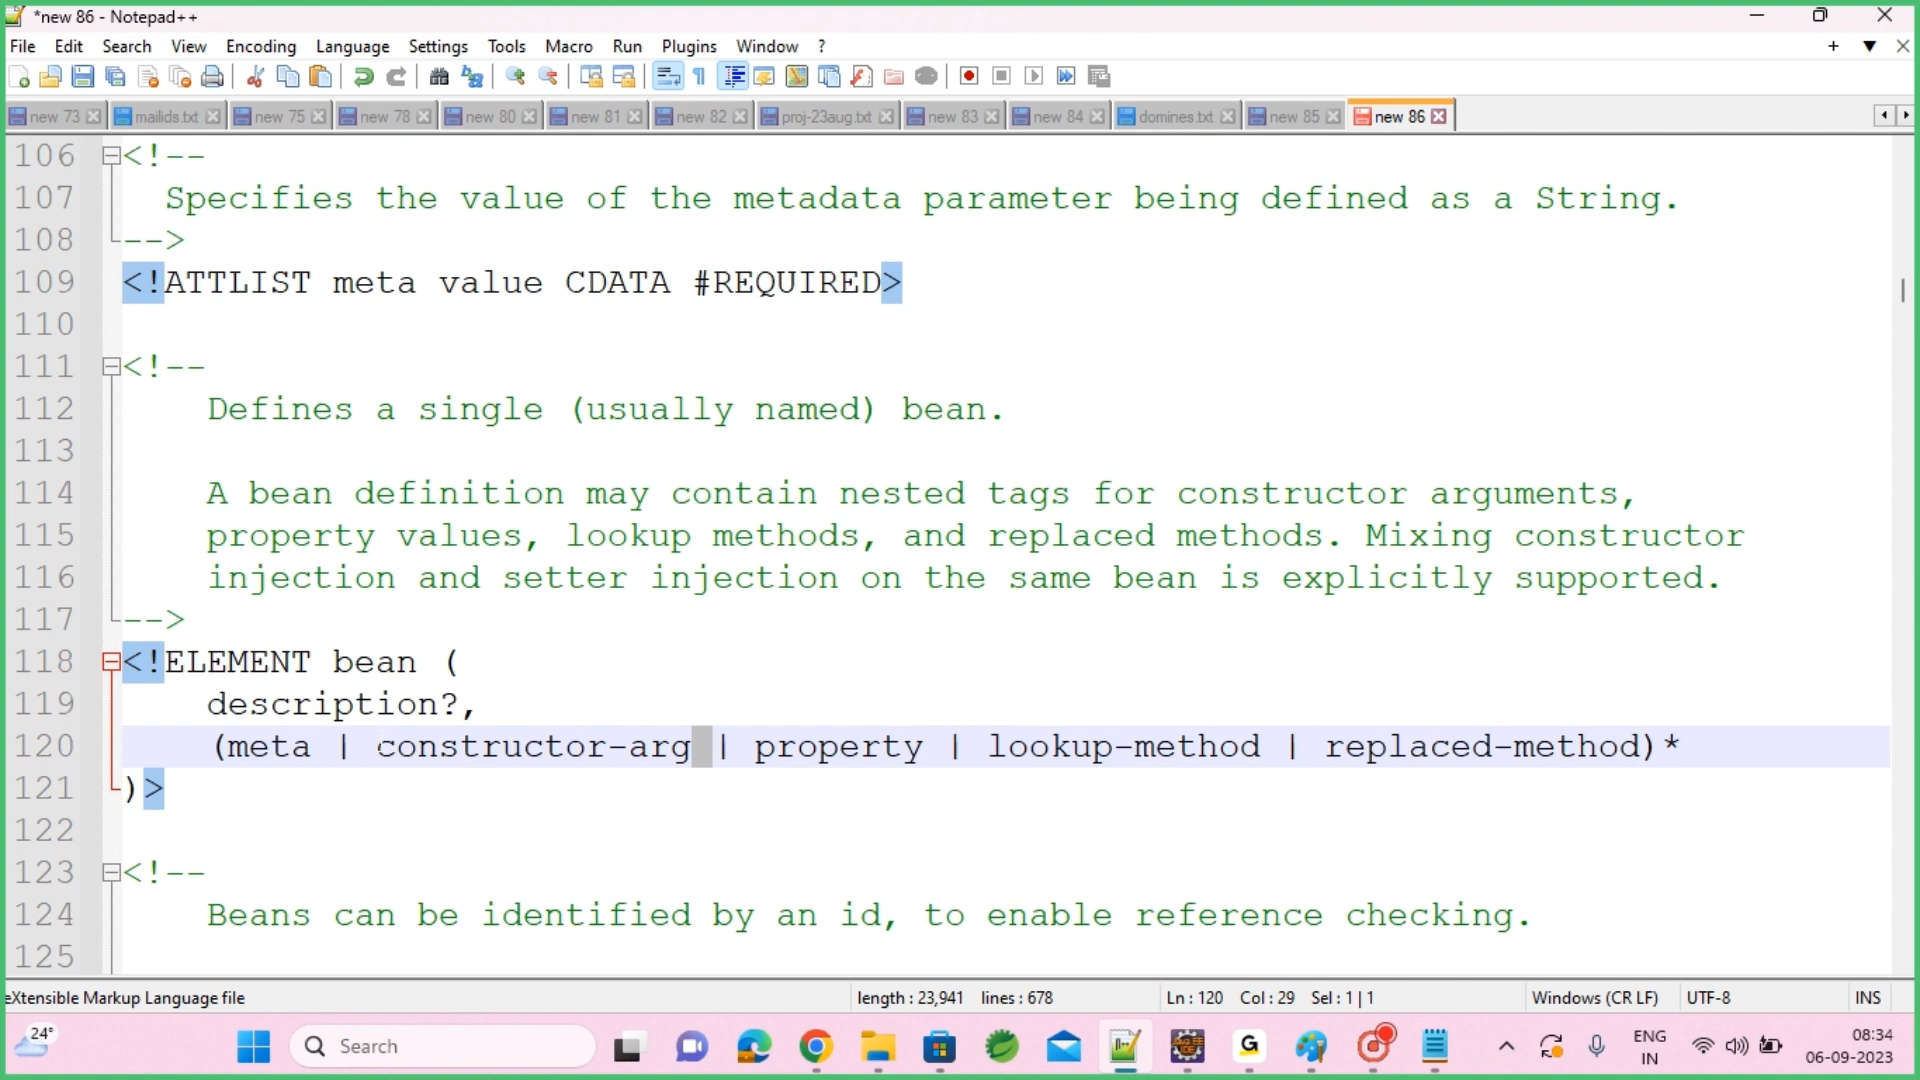 *new 86 - Notepad++
File Edit Search View Encoding Language Settings Tools Macro Run Plugins Window ?
new 73 mailids.txt new 75 new 78 new 80 new 81 new 82 proj-23aug.txt new 83 new 84 domines.txt new 85 new 86
106 <!--
107 Specifies the value of the metadata parameter being defined as a String.
108 -->
109 <!ATTLIST meta value CDATA #REQUIRED>
110
111 <!--
112 Defines a single (usually named) bean.
113
114 A bean definition may contain nested tags for constructor arguments,
115 property values, lookup methods, and replaced methods. Mixing constructor
116 injection and setter injection on the same bean is explicitly supported.
117 -->
118 <!ELEMENT bean (
119 description?,
120 (meta | constructor-arg | property | lookup-method | replaced-method)*
121 )>
122
123 <!--
124 Beans can be identified by an id, to enable reference checking.
125
eXtensible Markup Language file length : 23,941 lines : 678 Ln : 120 Col : 29 Sel : 1 | 1 Windows (CR LF) UTF-8 INS
24° Search ENG 08:34
IN 06-09-2023